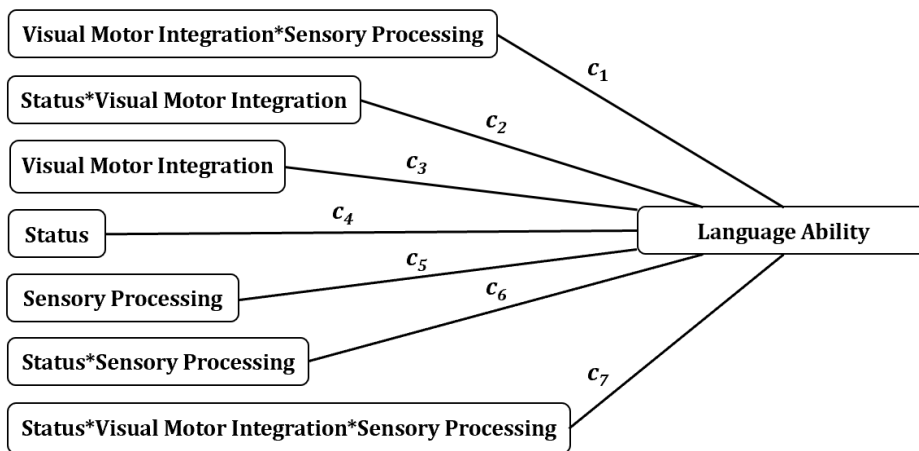 Visual Motor Integration*Sensory Processing
c1
Status*Visual Motor Integration
c2
Visual Motor Integration
c3
Status
c4
Language Ability
Sensory Processing
c5
Status*Sensory Processing
c6
Status*Visual Motor Integration*Sensory Processing
c7